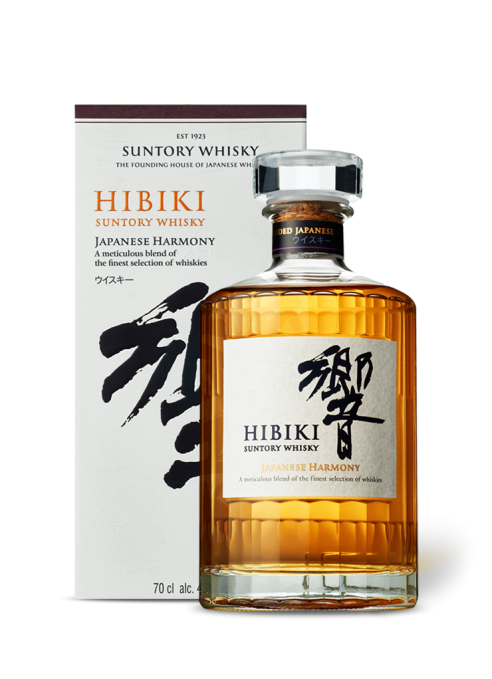 EST 1923
SUNTORY WHISKY
THE FOUNDING HOUSE OF JAPANESE
HIBIKI
SUNTORY WHISKY
JAPANESE HARMONY
A meticulous blend of
the finest selection of whiskies
ウイスキー
70 cl alc.
JAPANESE
ウイスキー
響
HIBIKI
SUNTORY WHISKY
JAPANESE HARMONY
A meticulous blend of the finest selection of whiskies